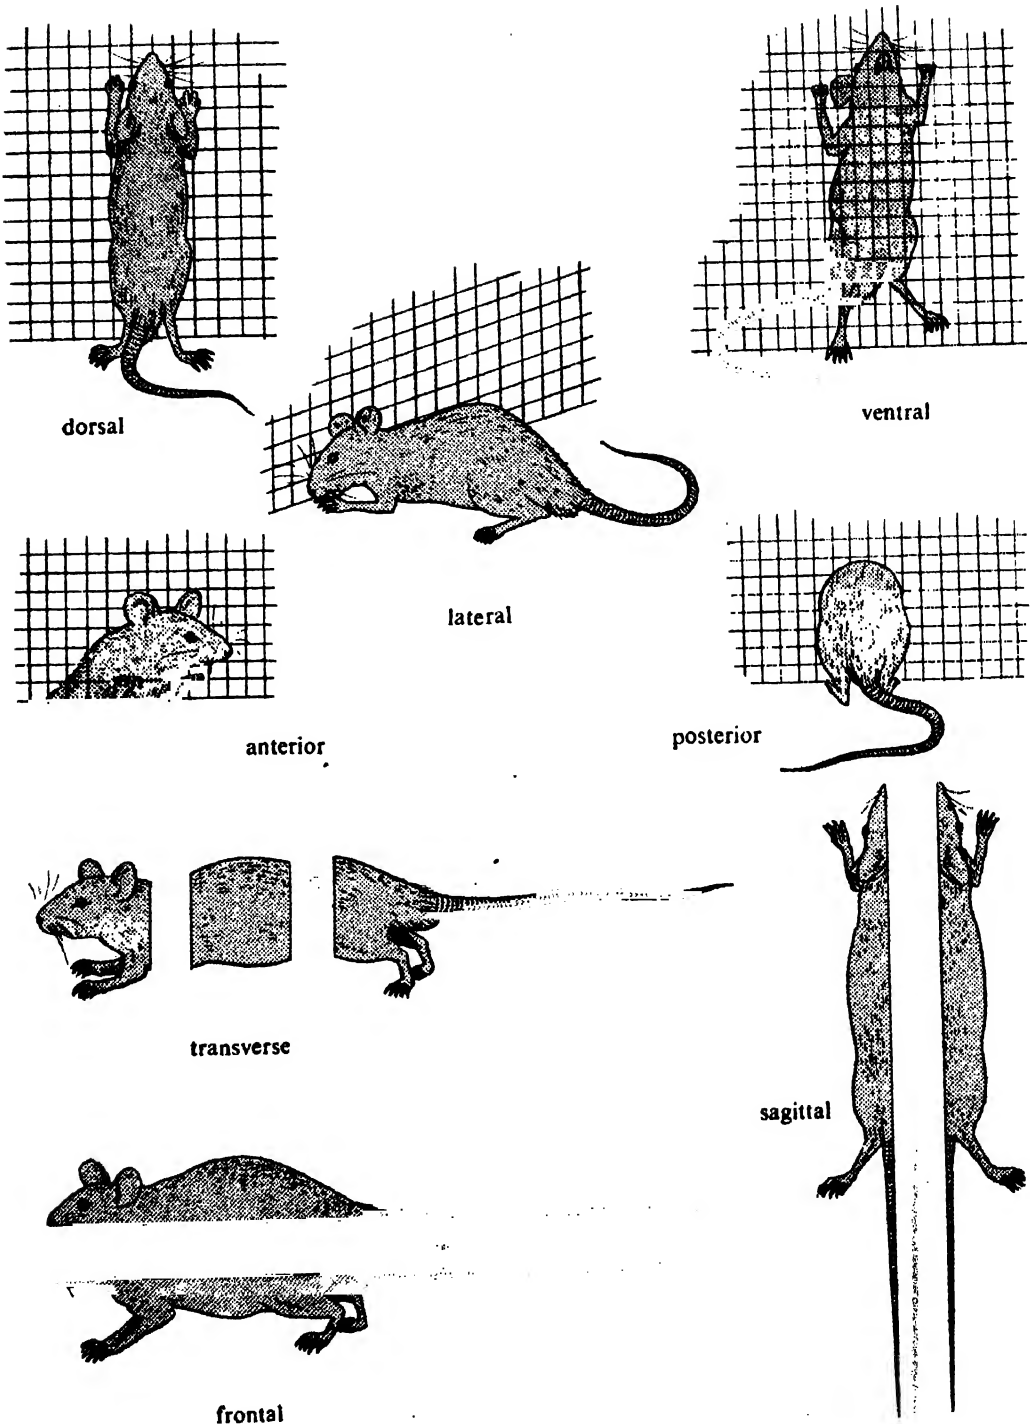 dorsal
ventral
lateral
anterior
posterior
transverse
sagittal
frontal